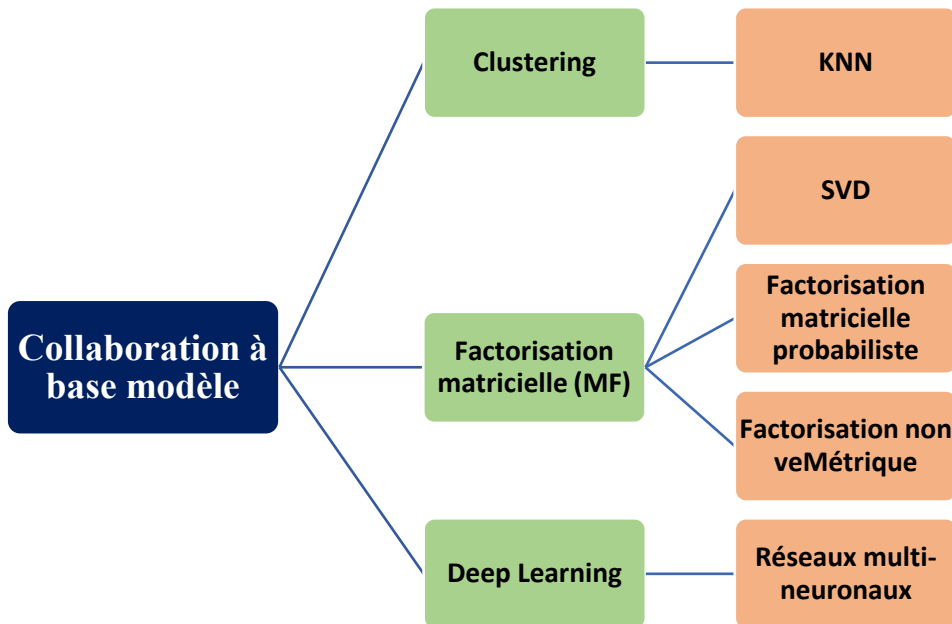 Collaboration à
base modèle
Clustering
KNN
Factorisation
matricielle (MF)
SVD
Factorisation
matricielle
probabiliste
Factorisation non
veMétrique
Deep Learning
Réseaux multi-
neuronaux